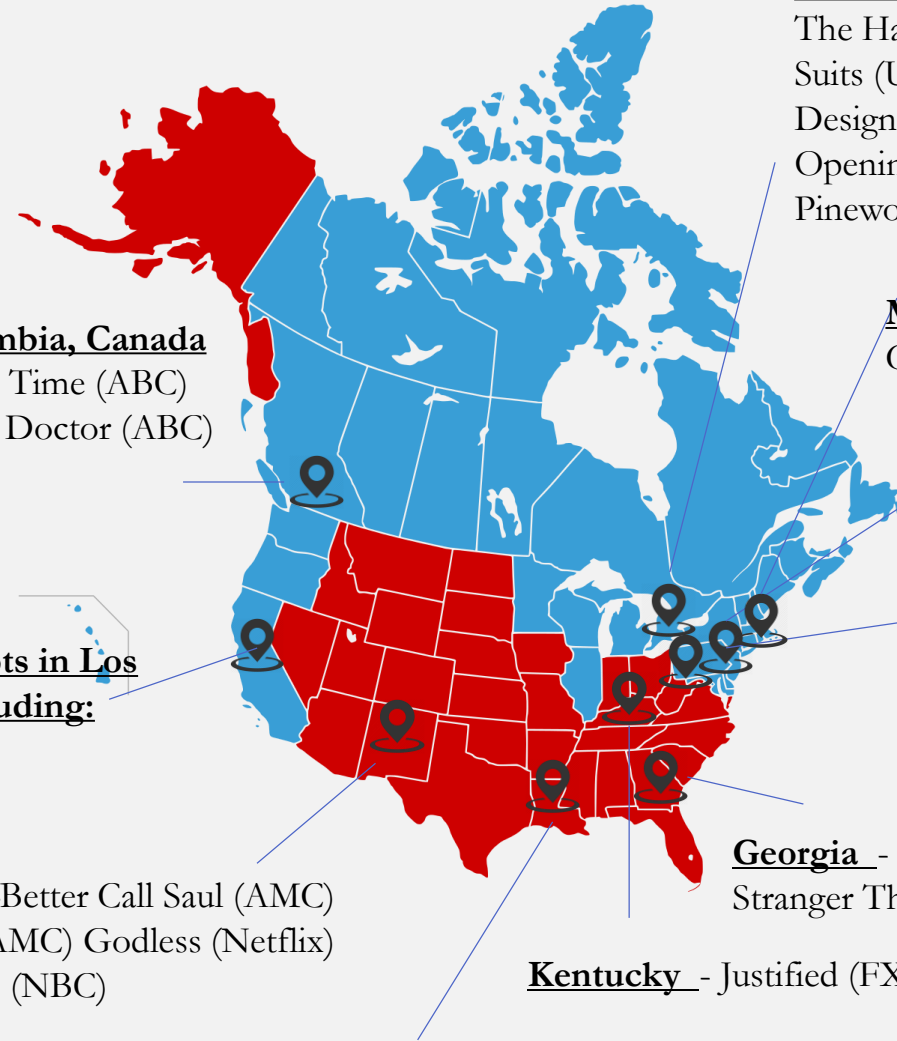 The Ha
Suits (U
Design
Openin
Pinewo
mbia, Canada
Time (ABC)
Doctor (ABC)
ots in Los
uding:
Better Call Saul (AMC)
AMC) Godless (Netflix)
(NBC)
Georgia -
Stranger Th
Kentucky - Justified (FX